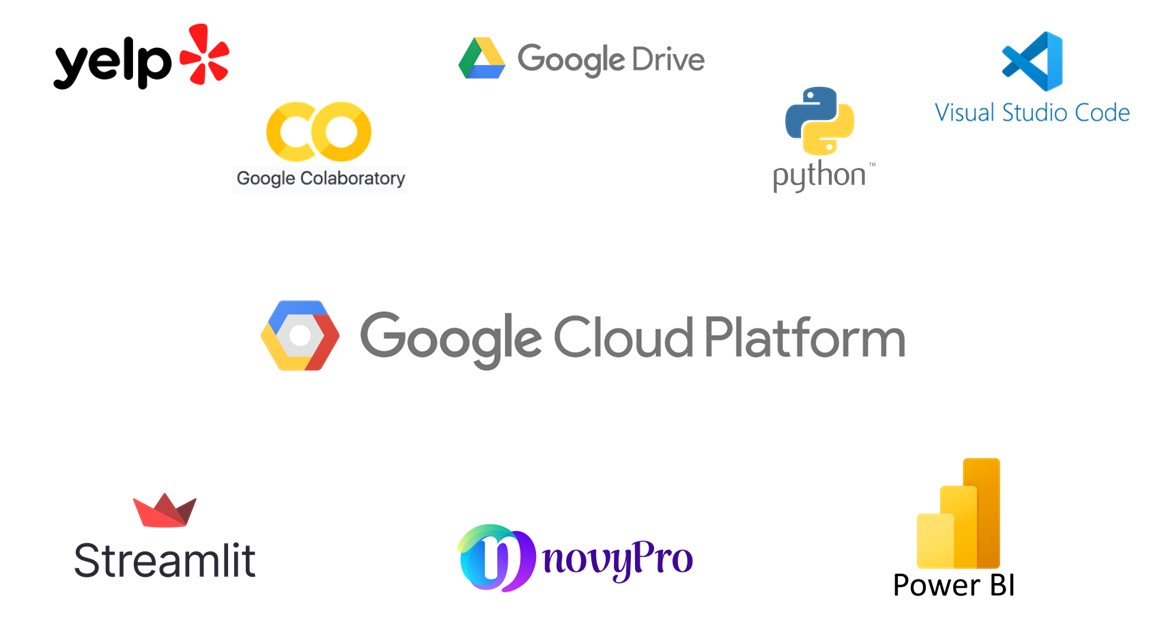 yelp
Google Drive
Visual Studio Code
Google Colaboratory
python™
Google Cloud Platform
Streamlit
novyPro
Power BI